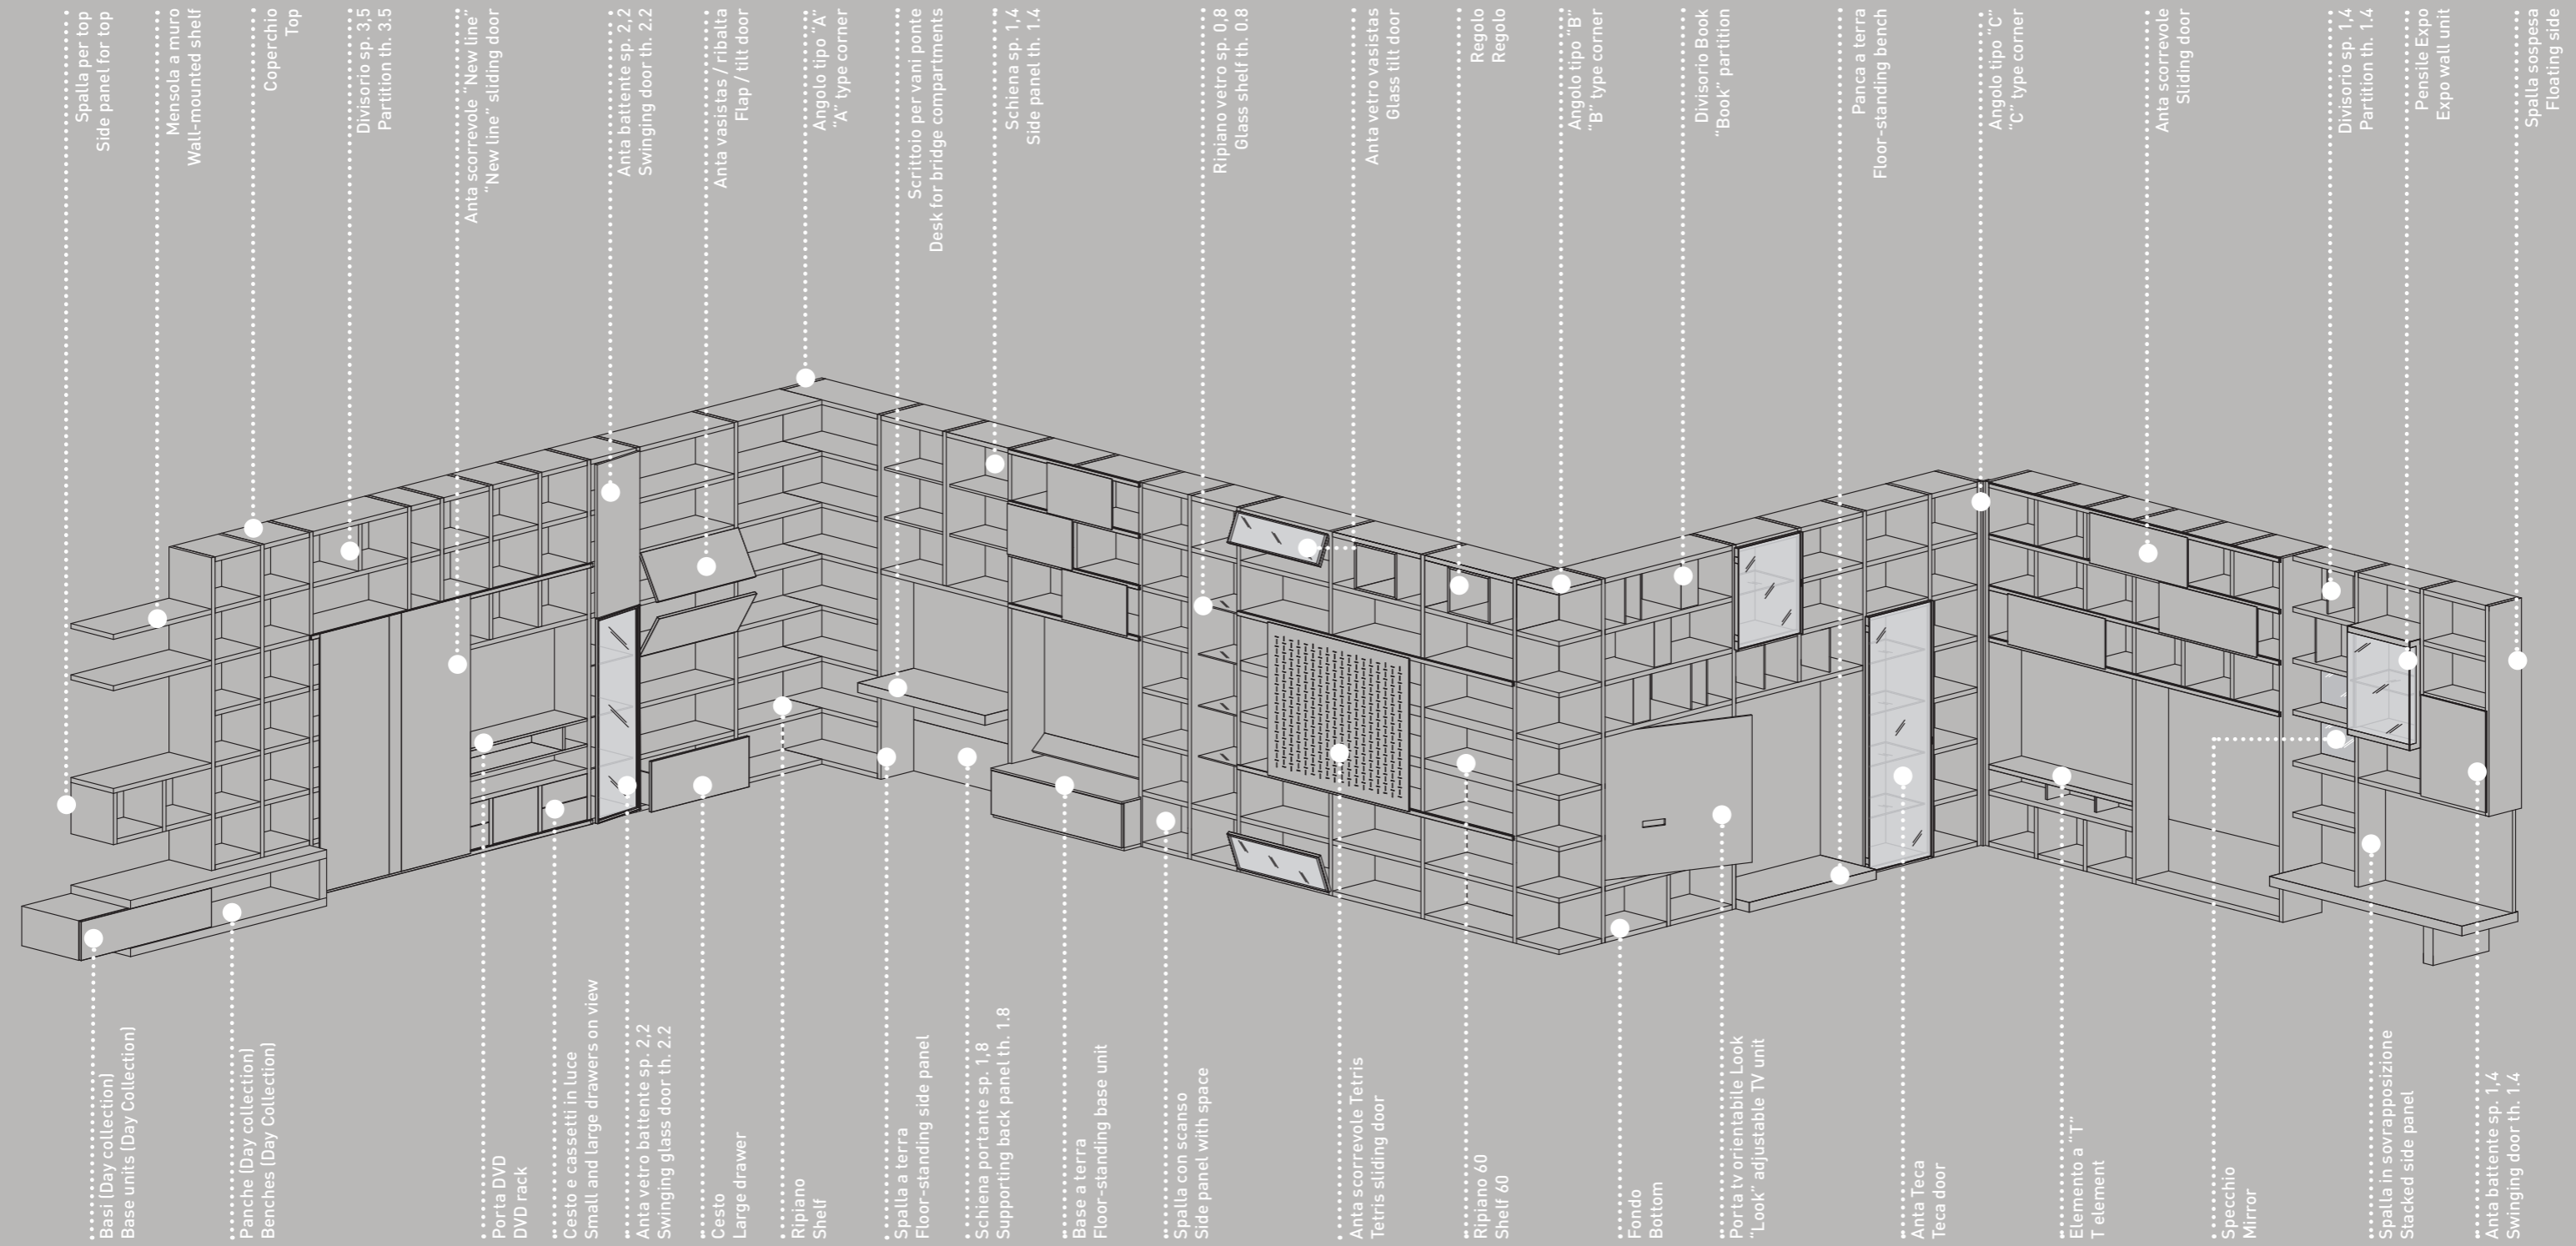 Spalla per top
Side panel for top
Mensola a muro
Wall-mounted shelf
Coperchio
Top
Divisorio sp. 3,5
Partition th. 3.5
Anta scorrevole “New line”
“New line” sliding door
Anta battente sp. 2,2
Swinging door th. 2.2
Anta vasistas / ribalta
Flap / tilt door
Angolo tipo “A”
“A” type corner
Scrittoio per vani ponte
Desk for bridge compartments
Schiena sp. 1,4
Side panel th. 1.4
Ripiano vetro sp. 0,8
Glass shelf th. 0.8
Anta vetro vasistas
Glass tilt door
Regolo
Regolo
Angolo tipo “B”
“B” type corner
Divisorio Book
“Book” partition
Panca a terra
Floor-standing bench
Angolo tipo “C”
“C” type corner
Anta scorrevole
Sliding door
Divisorio sp. 1,4
Partition th. 1.4
Pensile Expo
Expo wall unit
Spalla sospesa
Floating side
Basi (Day collection)
Base units (Day Collection)
Panche (Day collection)
Benches (Day Collection)
Porta DVD
DVD rack
Cesto e cassetti in luce
Small and large drawers on view
Anta vetro battente sp. 2,2
Swinging glass door th. 2.2
Cesto
Large drawer
Ripiano
Shelf
Spalla a terra
Floor-standing side panel
Schiena portante sp. 1,8
Supporting back panel th. 1.8
Base a terra
Floor-standing base unit
Spalla con scanso
Side panel with space
Anta scorrevole Tetris
Tetris sliding door
Ripiano 60
Shelf 60
Fondo
Bottom
Porta tv orientabile Look
“Look” adjustable TV unit
Anta Teca
Teca door
Elemento a “T”
T element
Specchio
Mirror
Spalla in sovrapposizione
Stacked side panel
Anta battente sp. 1,4
Swinging door th. 1.4